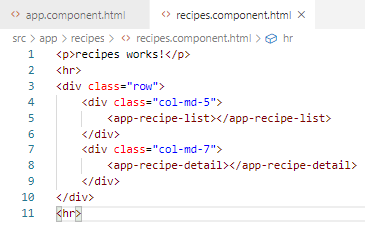 app.component.html recipes.component.html ×
src > app > recipes > recipes.component.html > hr
1 <p>recipes works!</p>
2 <hr>
3 <div class="row">
4 <div class="col-md-5">
5 <app-recipe-list></app-recipe-list>
6 </div>
7 <div class="col-md-7">
8 <app-recipe-detail></app-recipe-detail>
9 </div>
10 </div>
11 <hr>